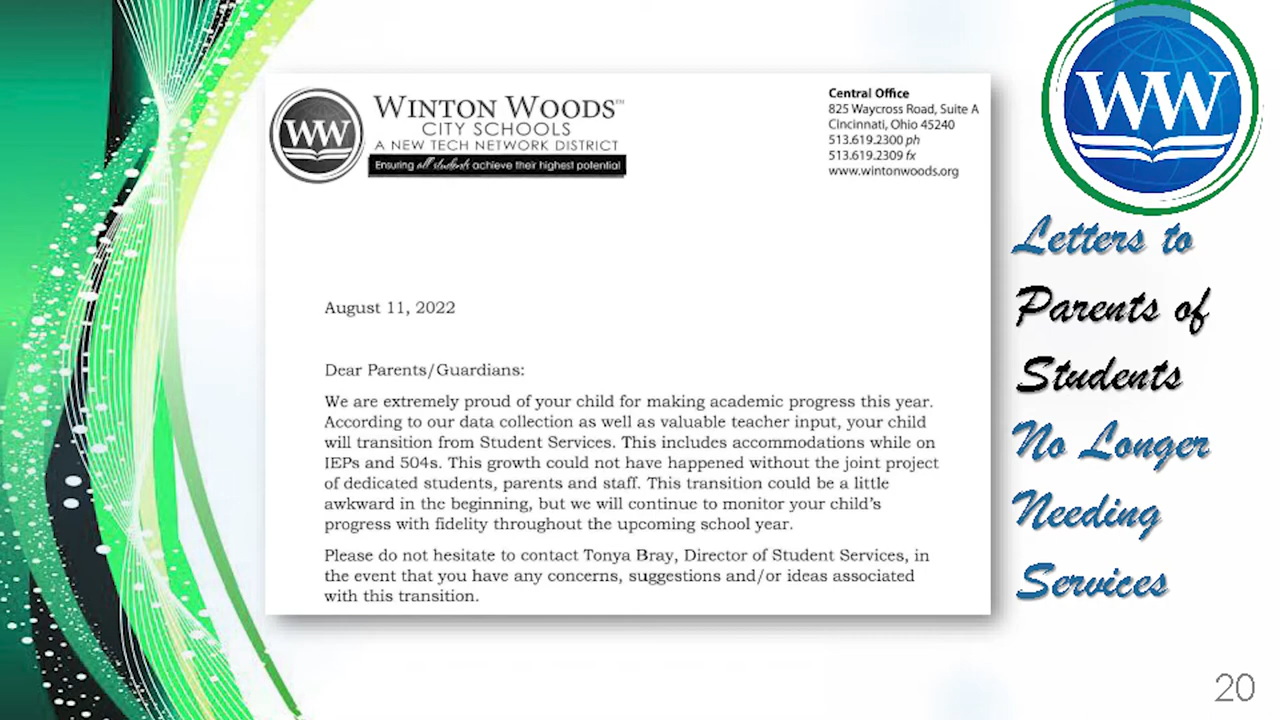 WW
WINTON WOODS™
CITY SCHOOLS
A NEW TECH NETWORK DISTRICT
Ensuring all students achieve their highest potential
Central Office
825 Waycross Road, Suite A
Cincinnati, Ohio 45240
513.619.2300 ph
513.619.2309 fx
www.wintonwoods.org
August 11, 2022
Dear Parents/Guardians:
We are extremely proud of your child for making academic progress this year.
According to our data collection as well as valuable teacher input, your child
will transition from Student Services. This includes accommodations while on
IEPs and 504s. This growth could not have happened without the joint project
of dedicated students, parents and staff. This transition could be a little
awkward in the beginning, but we will continue to monitor your child's
progress with fidelity throughout the upcoming school year.
Please do not hesitate to contact Tonya Bray, Director of Student Services, in
the event that you have any concerns, suggestions and/or ideas associated
with this transition.
WW
Letters to
Parents of
Students
No Longer
Needing
Services
20